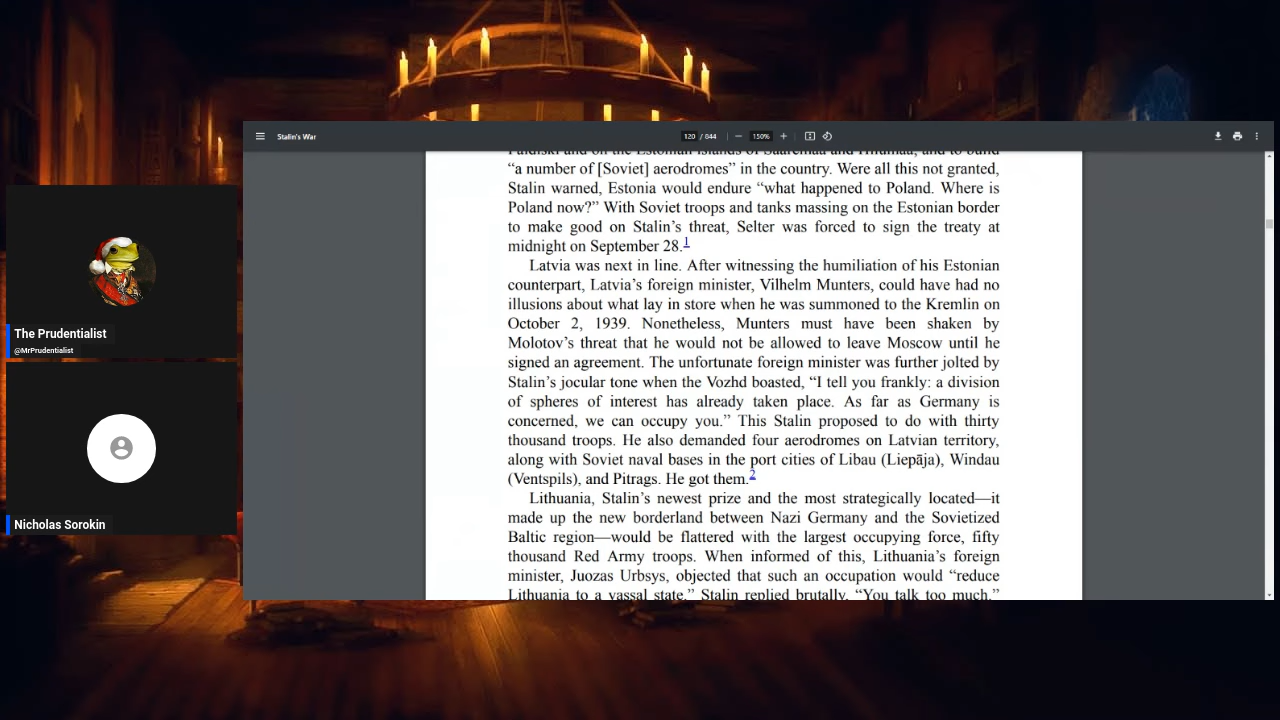 Stalin's War
120 / 844
150%
"a number of [Soviet] aerodromes" in the country. Were all this not granted,
Stalin warned, Estonia would endure "what happened to Poland. Where is
Poland now?" With Soviet troops and tanks massing on the Estonian border
to make good on Stalin's threat, Selter was forced to sign the treaty at
midnight on September 28.1
Latvia was next in line. After witnessing the humiliation of his Estonian
counterpart, Latvia's foreign minister, Vilhelm Munters, could have had no
illusions about what lay in store when he was summoned to the Kremlin on
October 2, 1939. Nonetheless, Munters must have been shaken by
Molotov's threat that he would not be allowed to leave Moscow until he
signed an agreement. The unfortunate foreign minister was further jolted by
Stalin's jocular tone when the Vozhd boasted, "I tell you frankly: a division
of spheres of interest has already taken place. As far as Germany is
concerned, we can occupy you." This Stalin proposed to do with thirty
thousand troops. He also demanded four aerodromes on Latvian territory,
along with Soviet naval bases in the port cities of Libau (Liepāja), Windau
(Ventspils), and Pitrags. He got them.2
Lithuania, Stalin's newest prize and the most strategically located—it
made up the new borderland between Nazi Germany and the Sovietized
Baltic region—would be flattered with the largest occupying force, fifty
thousand Red Army troops. When informed of this, Lithuania's foreign
minister, Juozas Urbsys, objected that such an occupation would "reduce
Lithuania to a vassal state." Stalin replied brutally, "You talk too much."
The Prudentialist
@MrPrudentialist
Nicholas Sorokin